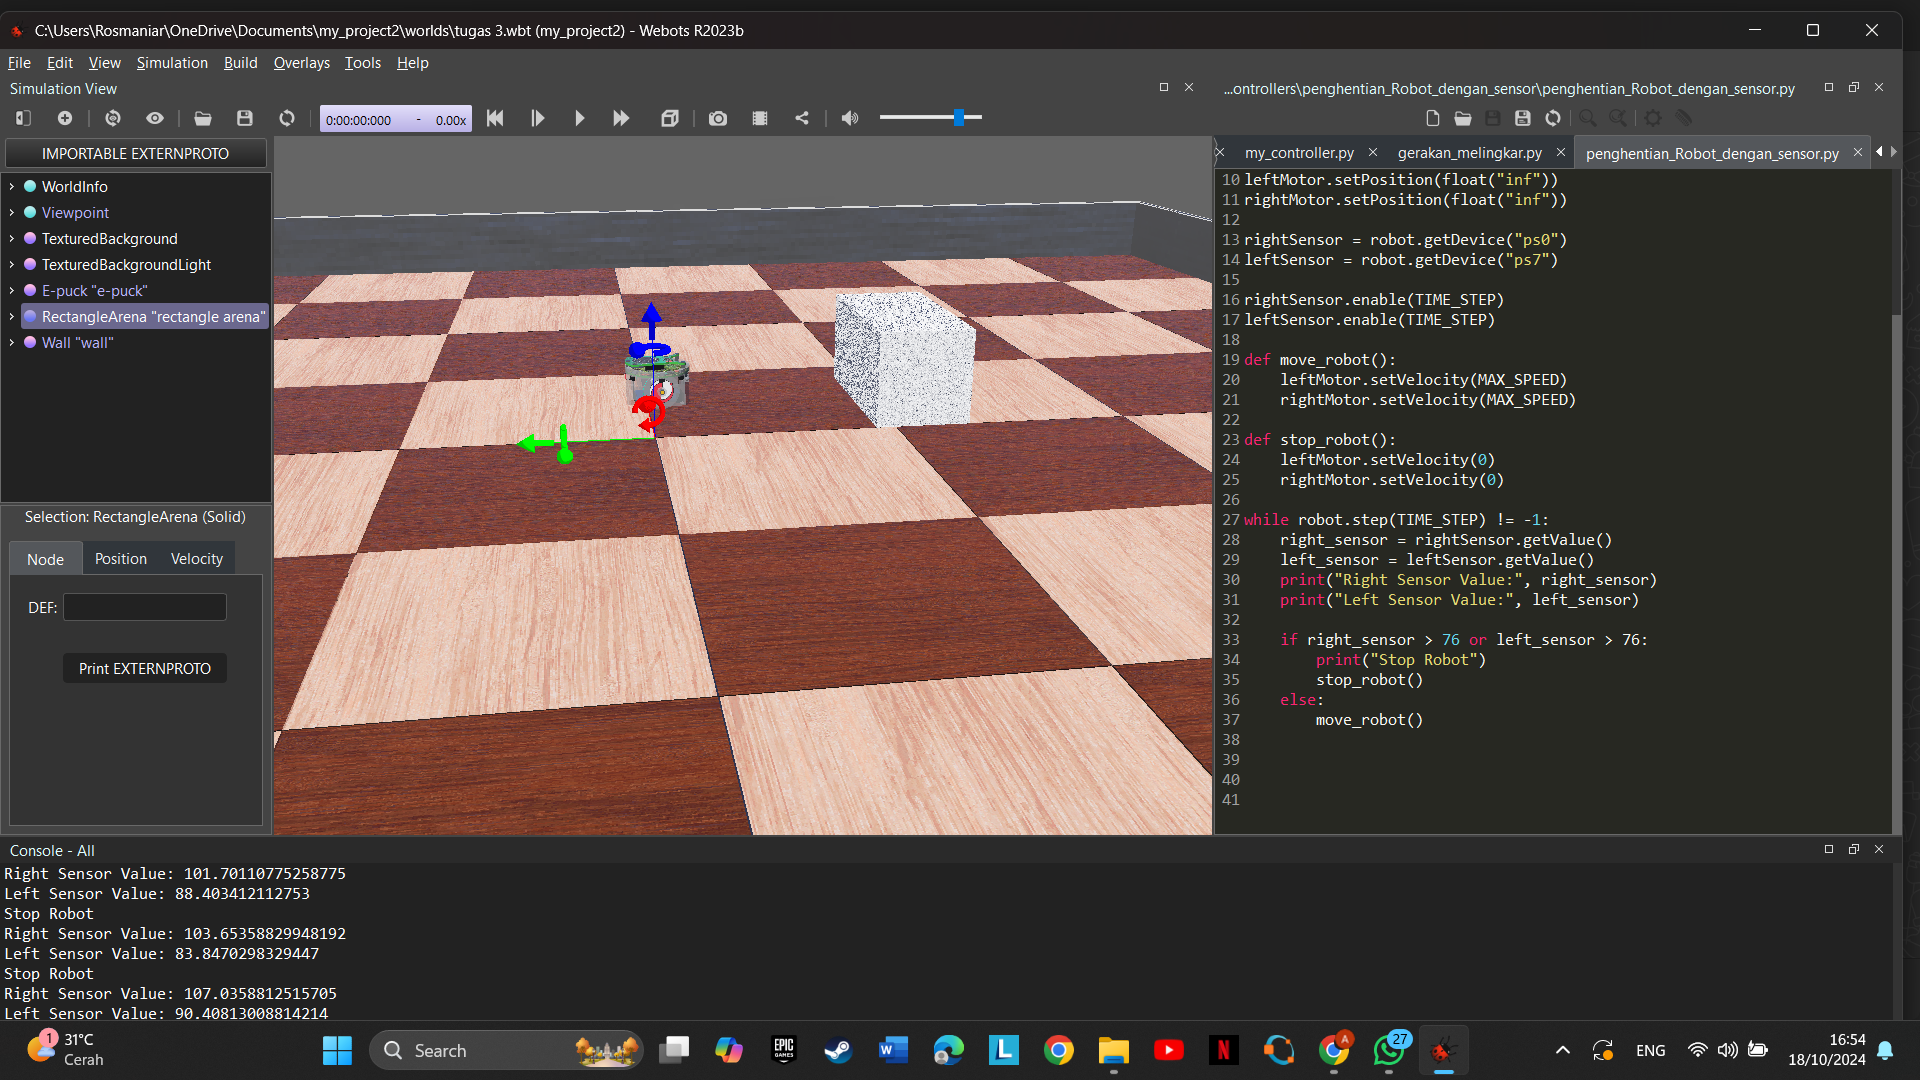 C:\Users\Rosmaniar\OneDrive\Documents\my_project2\worlds\tugas 3.wbt (my_project2) - Webots R2023b
File Edit View Simulation Build Overlays Tools Help
Simulation View
0:00:00:000 - 0.00x
IMPORTABLE EXTERNPROTO
WorldInfo
Viewpoint
TexturedBackground
TexturedBackgroundLight
E-puck "e-puck"
RectangleArena "rectangle arena"
Wall "wall"
Selection: RectangleArena (Solid)
Node Position Velocity
DEF:
Print EXTERNPROTO
...ontrollers\penghentian_Robot_dengan_sensor\penghentian_Robot_dengan_sensor.py
my_controller.py gerakan_melingkar.py penghentian_Robot_dengan_sensor.py
10 leftMotor.setPosition(float("inf"))
11 rightMotor.setPosition(float("inf"))
12
13 rightSensor = robot.getDevice("ps0")
14 leftSensor = robot.getDevice("ps7")
15
16 rightSensor.enable(TIME_STEP)
17 leftSensor.enable(TIME_STEP)
18
19 def move_robot():
20     leftMotor.setVelocity(MAX_SPEED)
21     rightMotor.setVelocity(MAX_SPEED)
22
23 def stop_robot():
24     leftMotor.setVelocity(0)
25     rightMotor.setVelocity(0)
26
27 while robot.step(TIME_STEP) != -1:
28     right_sensor = rightSensor.getValue()
29     left_sensor = leftSensor.getValue()
30     print("Right Sensor Value:", right_sensor)
31     print("Left Sensor Value:", left_sensor)
32
33     if right_sensor > 76 or left_sensor > 76:
34         print("Stop Robot")
35         stop_robot()
36     else:
37         move_robot()
38
39
40
41
Console - All
Right Sensor Value: 101.70110775258775
Left Sensor Value: 88.403412112753
Stop Robot
Right Sensor Value: 103.65358829948192
Left Sensor Value: 83.8470298329447
Stop Robot
Right Sensor Value: 107.0358812515705
Left Sensor Value: 90.40813008814214
1
31°C
Cerah
Search
EPIC GAMES
W
L
N
A
27
ENG
16:54
18/10/2024